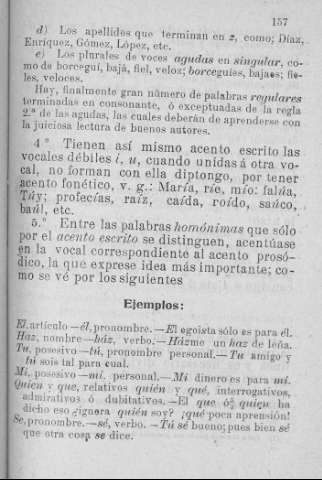 157
d) Los apellidos que terminan en z, como; Díaz,
Enríquez, Gómez, López, etc.
e) Los plurales de voces agudas en singular, co-
mo de borceguí, bajá, fiel, veloz; borceguíes, bajaes; fie-
les, veloces.
Hay, finalmente gran número de palabras regulares
terminadas en consonante, ó exceptuadas de la regla
2.ª de las agudas, las cuales deberán de aprenderse con
la juiciosa lectura de buenos autores.
4° Tienen así mismo acento escrito las
vocales débiles i, u, cuando unidas á otra vo-
cal, no forman con ella diptongo, por tener
acento fonético, v. g.: María, ríe, mío: falúa,
Túy; profecías, raíz, caída, roído, saúco,
baúl, etc.
5.° Entre las palabras homónimas que sólo
por el acento escrito se distinguen, acentúase
en la vocal correspondiente al acento prosó-
dico, la que exprese idea más importante; co-
mo se vé por los siguientes
Ejemplos:
El, artículo—él, pronombre.—El egoista sólo es para él.
Haz, nombre—ház, verbo.—Házme un haz de leña.
Tu, posesivo—tú, pronombre personal.—Tu amigo y
tú sois tal para cual.
Mi, posesivo—mí, personal.—Mi dinero es para mí.
Quien y que, relativos quién y qué, interrogativos,
admirativos ó dubitativos.—El que ó quien ha
dicho eso ¿ignora quién soy? ¡qué poca aprensión!
Se, pronombre.—sé, verbo.—Tú sé bueno; pues bien sé
que otra cosa se dice.